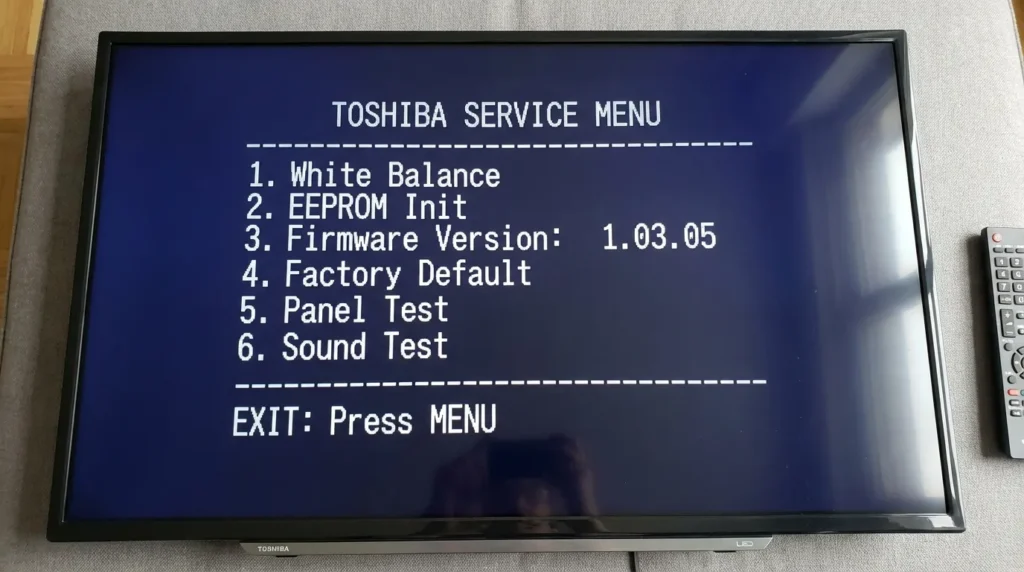 TOSHIBA SERVICE MENU
--------------------------------
1. White Balance
2. EEPROM Init
3. Firmware Version: 1.03.05
4. Factory Default
5. Panel Test
6. Sound Test
--------------------------------
EXIT: Press MENU
TOSHIBA
LED